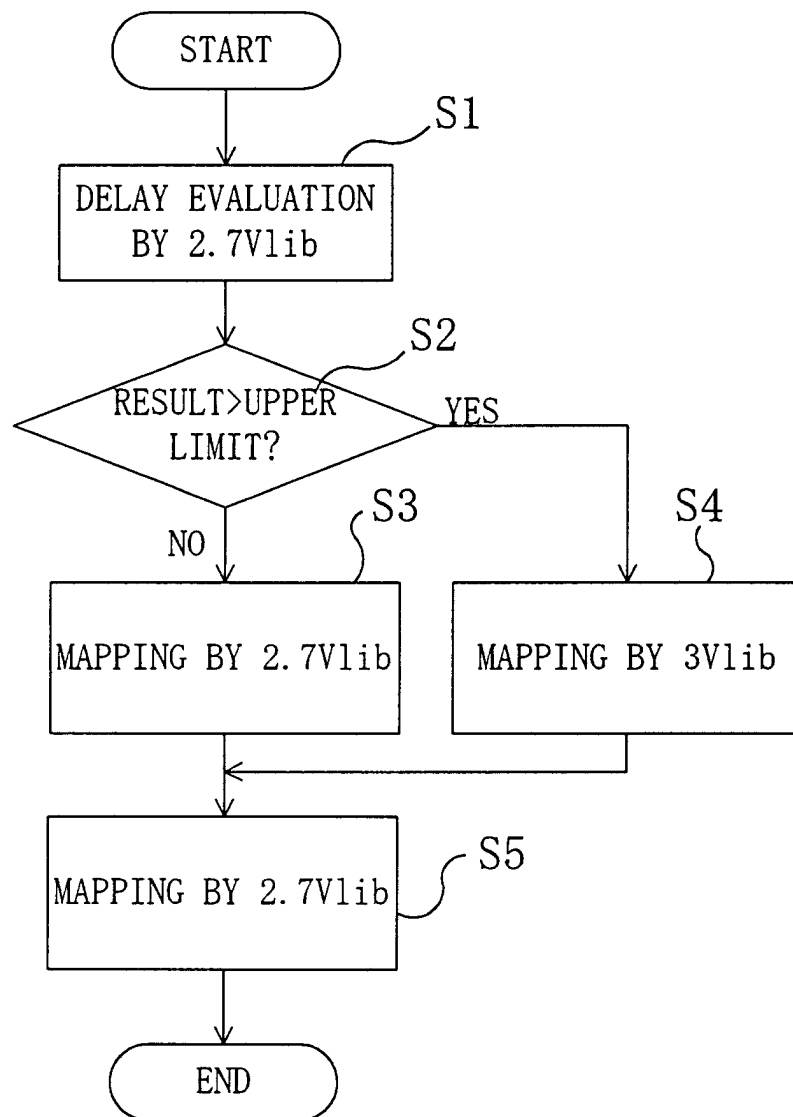 START
S1
DELAY EVALUATION
BY 2.7Vlib
S2
RESULT>UPPER
LIMIT?
YES
NO
S3
S4
MAPPING BY 2.7Vlib
MAPPING BY 3Vlib
MAPPING BY 2.7Vlib
S5
END